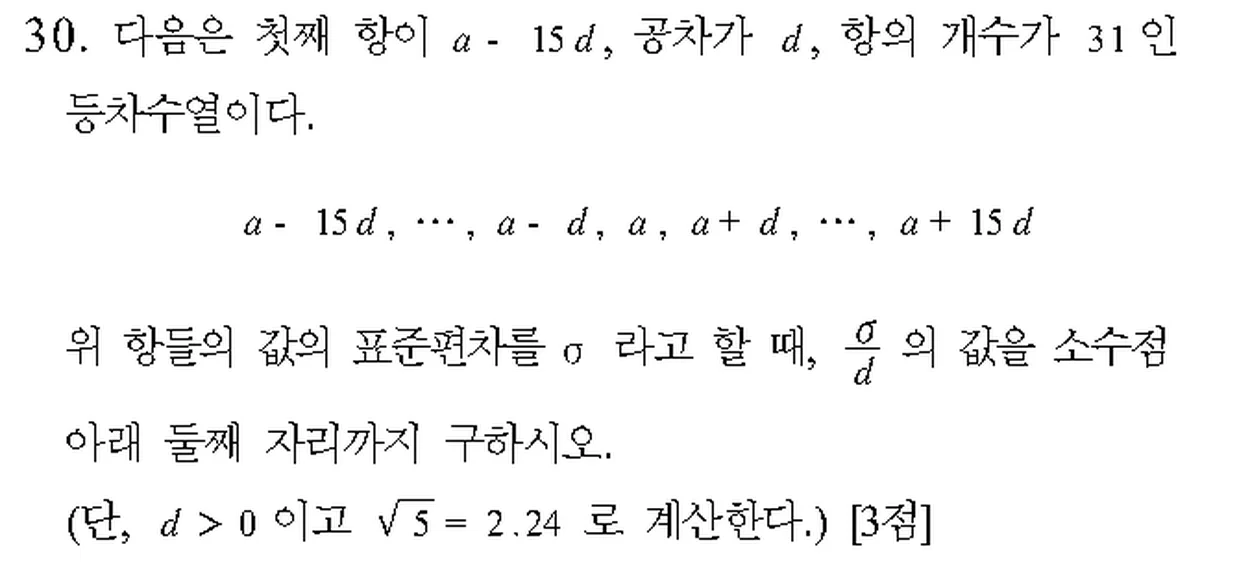 30. 다음은 첫째 항이 a - 15d, 공차가 d, 항의 개수가 31 인
등차수열이다.
a - 15d, ⋯, a - d, a, a + d, ⋯, a + 15d
위 항들의 값의 표준편차를 σ 라고 할 때, σ/d 의 값을 소수점
아래 둘째 자리까지 구하시오.
(단, d > 0 이고 √5 = 2.24 로 계산한다.) [3점]